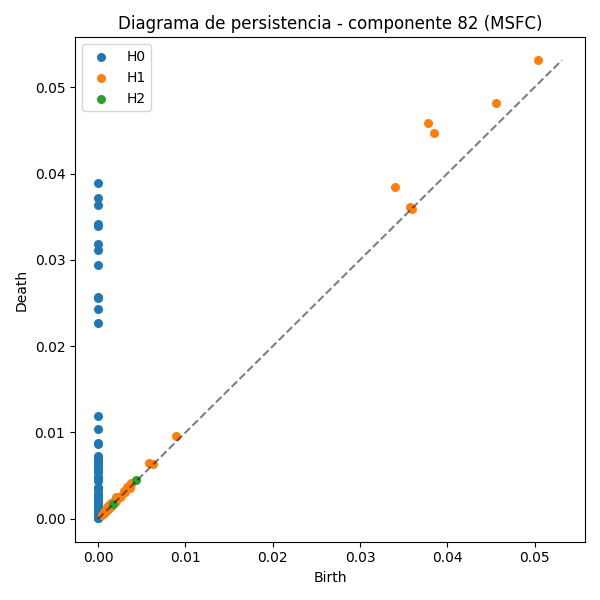 Diagrama de persistencia - componente 82 (MSFC)
H0
H1
H2
Death
0.05
0.04
0.03
0.02
0.01
0.00
0.00 0.01 0.02 0.03 0.04 0.05
Birth